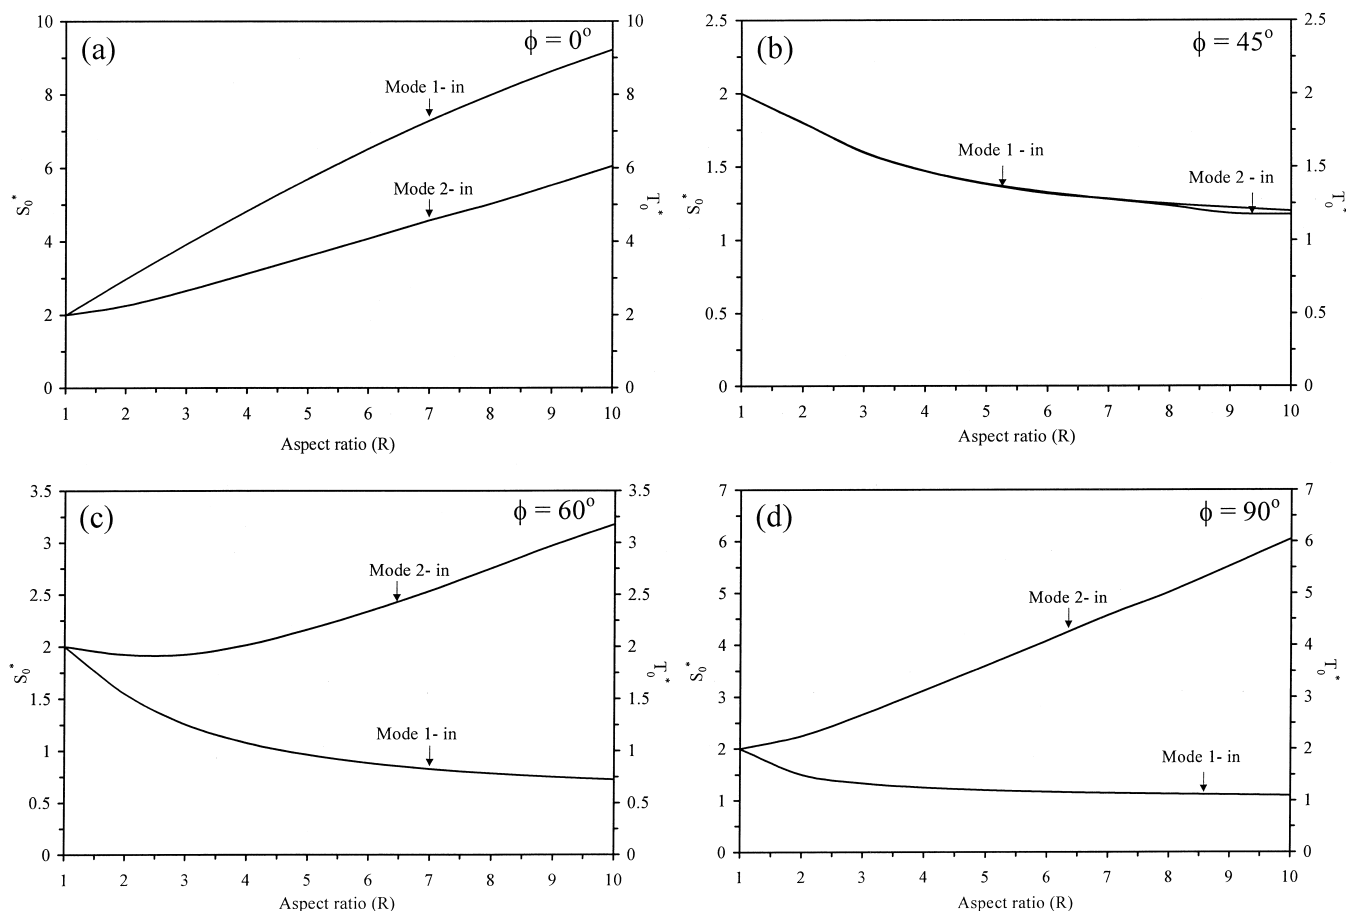 (a)
ϕ = 0°
Mode 1- in
Mode 2- in
10
8
6
4
2
0
S₀*
10
8
6
4
2
0
T₀*
1 2 3 4 5 6 7 8 9 10
Aspect ratio (R)
(b)
ϕ = 45°
Mode 1 - in
Mode 2 - in
2.5
2
1.5
1
0.5
0
S₀*
2.5
2
1.5
1
0.5
0
T₀*
1 2 3 4 5 6 7 8 9 10
Aspect ratio (R)
(c)
ϕ = 60°
Mode 2- in
Mode 1- in
3.5
3
2.5
2
1.5
1
0.5
0
S₀*
3.5
3
2.5
2
1.5
1
0.5
0
T₀*
1 2 3 4 5 6 7 8 9 10
Aspect ratio (R)
(d)
ϕ = 90°
Mode 2- in
Mode 1- in
7
6
5
4
3
2
1
0
S₀*
7
6
5
4
3
2
1
0
T₀*
1 2 3 4 5 6 7 8 9 10
Aspect ratio (R)